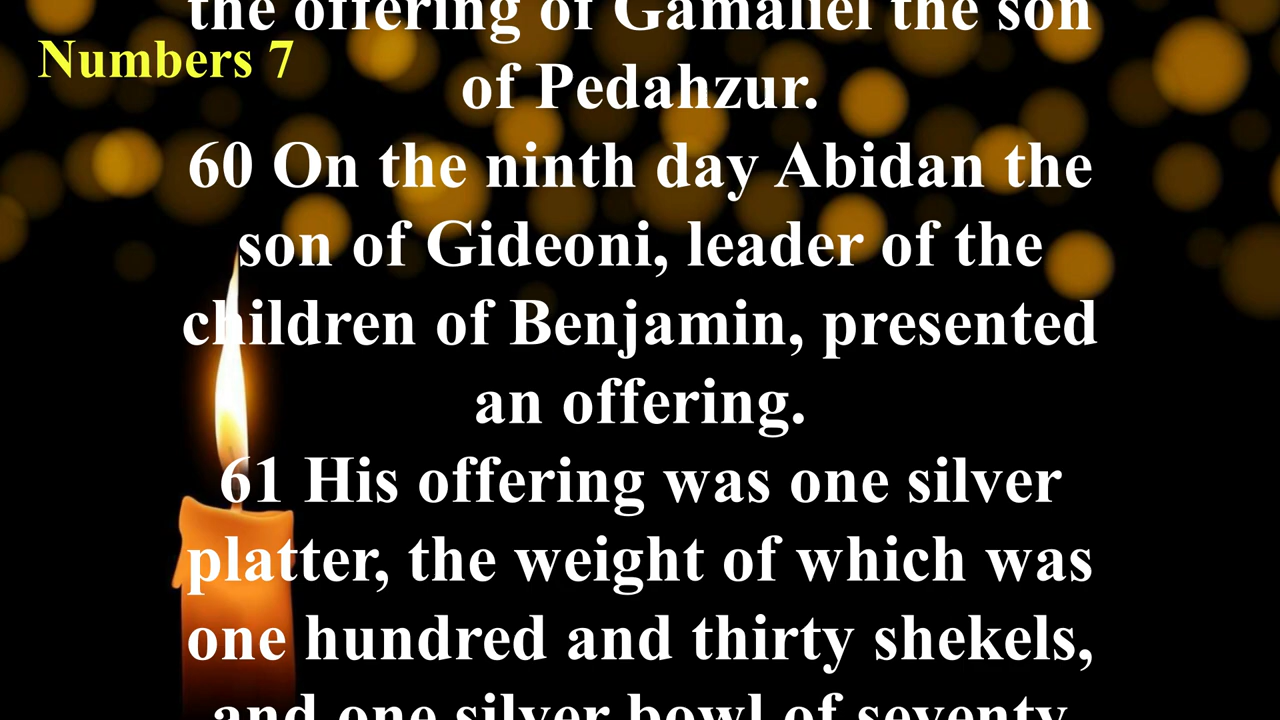 the offering of Gamaliel the son
Numbers 7
of Pedahzur.
60 On the ninth day Abidan the
son of Gideoni, leader of the
children of Benjamin, presented
an offering.
61 His offering was one silver
platter, the weight of which was
one hundred and thirty shekels,
and one silver bowl of seventy